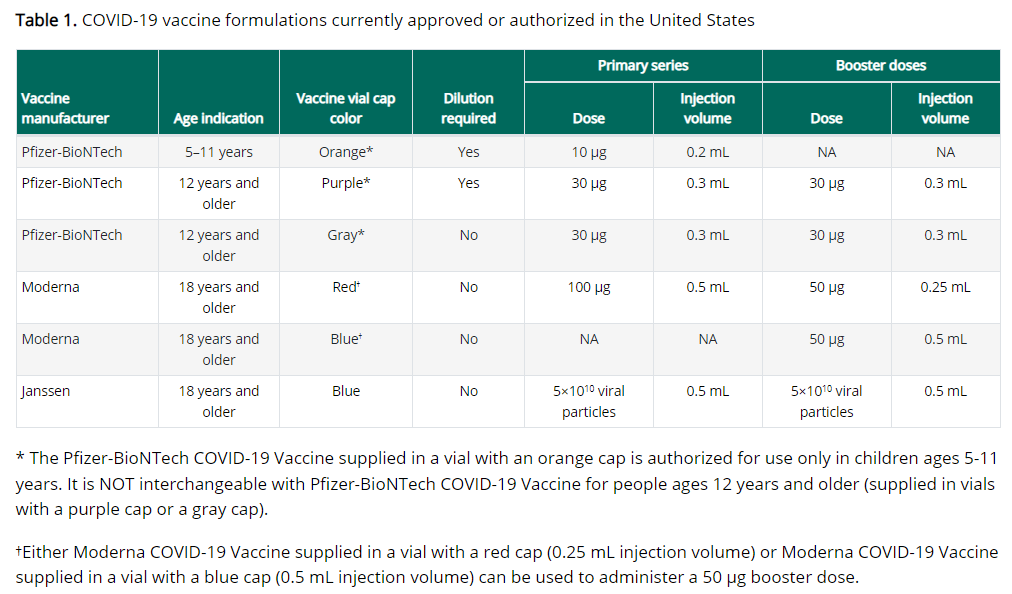 Table 1. COVID-19 vaccine formulations currently approved or authorized in the United States
Primary series Booster doses
Vaccine manufacturer Age indication Vaccine vial cap color Dilution required Dose Injection volume Dose Injection volume
Pfizer-BioNTech 5–11 years Orange* Yes 10 μg 0.2 mL NA NA
Pfizer-BioNTech 12 years and older Purple* Yes 30 μg 0.3 mL 30 μg 0.3 mL
Pfizer-BioNTech 12 years and older Gray* No 30 μg 0.3 mL 30 μg 0.3 mL
Moderna 18 years and older Red† No 100 μg 0.5 mL 50 μg 0.25 mL
Moderna 18 years and older Blue† No NA NA 50 μg 0.5 mL
Janssen 18 years and older Blue No 5×10¹⁰ viral particles 0.5 mL 5×10¹⁰ viral particles 0.5 mL
* The Pfizer-BioNTech COVID-19 Vaccine supplied in a vial with an orange cap is authorized for use only in children ages 5-11
years. It is NOT interchangeable with Pfizer-BioNTech COVID-19 Vaccine for people ages 12 years and older (supplied in vials
with a purple cap or a gray cap).
†Either Moderna COVID-19 Vaccine supplied in a vial with a red cap (0.25 mL injection volume) or Moderna COVID-19 Vaccine
supplied in a vial with a blue cap (0.5 mL injection volume) can be used to administer a 50 μg booster dose.